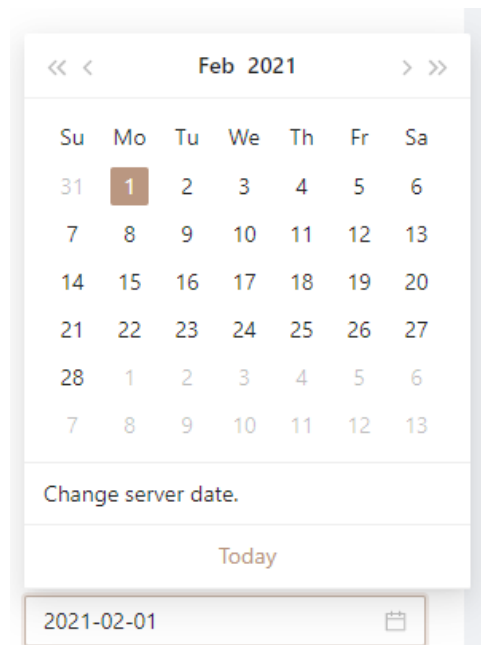 Feb 2021
Su Mo Tu We Th Fr Sa
31 1 2 3 4 5 6
7 8 9 10 11 12 13
14 15 16 17 18 19 20
21 22 23 24 25 26 27
28 1 2 3 4 5 6
7 8 9 10 11 12 13
Change server date.
Today
2021-02-01